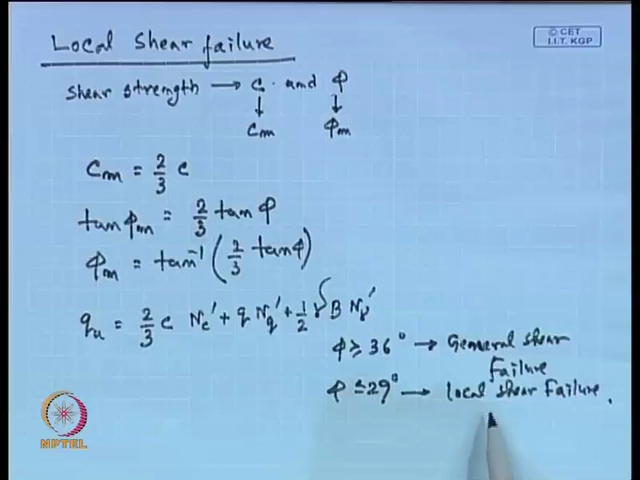 Local Shear failure
© CET
I.I.T. KGP
Shear strength → c and φ
↓ ↓
cm φm
cm = 2/3 c
tan φm = 2/3 tan φ
φm = tan⁻¹ (2/3 tan φ)
qu = 2/3 c Nc' + q Nq' + 1/2 γ B Nγ'
φ ≥ 36° → General shear
Failure
φ ≤ 29° → Local shear Failure.
NPTEL